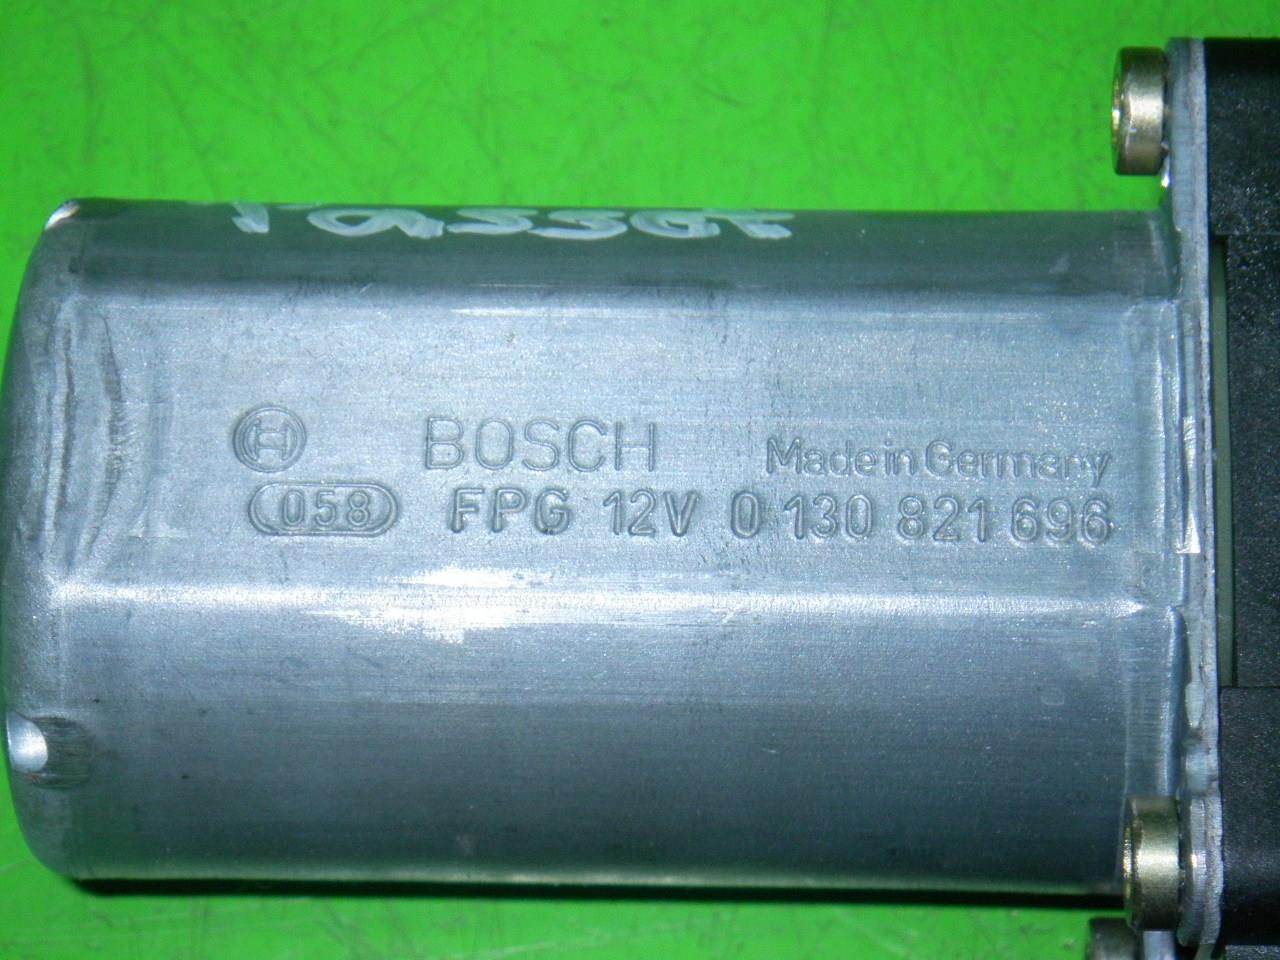 Passat
BOSCH Made in Germany
058 FPG 12V 0 130 821 696